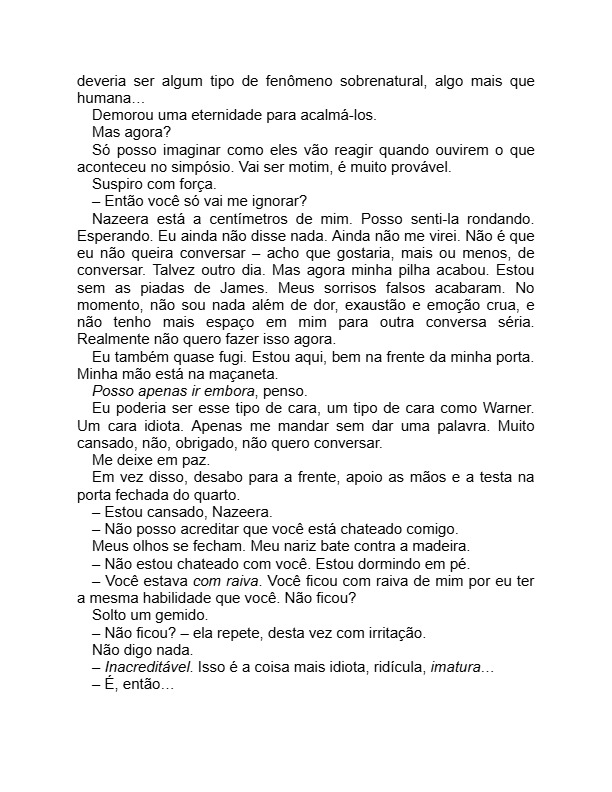 deveria ser algum tipo de fenômeno sobrenatural, algo mais que
humana…
Demorou uma eternidade para acalmá-los.
Mas agora?
Só posso imaginar como eles vão reagir quando ouvirem o que
aconteceu no simpósio. Vai ser motim, é muito provável.
Suspiro com força.
– Então você só vai me ignorar?
Nazeera está a centímetros de mim. Posso senti-la rondando.
Esperando. Eu ainda não disse nada. Ainda não me virei. Não é que
eu não queira conversar – acho que gostaria, mais ou menos, de
conversar. Talvez outro dia. Mas agora minha pilha acabou. Estou
sem as piadas de James. Meus sorrisos falsos acabaram. No
momento, não sou nada além de dor, exaustão e emoção crua, e
não tenho mais espaço em mim para outra conversa séria.
Realmente não quero fazer isso agora.
Eu também quase fugi. Estou aqui, bem na frente da minha porta.
Minha mão está na maçaneta.
Posso apenas ir embora, penso.
Eu poderia ser esse tipo de cara, um tipo de cara como Warner.
Um cara idiota. Apenas me mandar sem dar uma palavra. Muito
cansado, não, obrigado, não quero conversar.
Me deixe em paz.
Em vez disso, desabo para a frente, apoio as mãos e a testa na
porta fechada do quarto.
– Estou cansado, Nazeera.
– Não posso acreditar que você está chateado comigo.
Meus olhos se fecham. Meu nariz bate contra a madeira.
– Não estou chateado com você. Estou dormindo em pé.
– Você estava com raiva. Você ficou com raiva de mim por eu ter
a mesma habilidade que você. Não ficou?
Solto um gemido.
– Não ficou? – ela repete, desta vez com irritação.
Não digo nada.
– Inacreditável. Isso é a coisa mais idiota, ridícula, imatura…
– É, então…